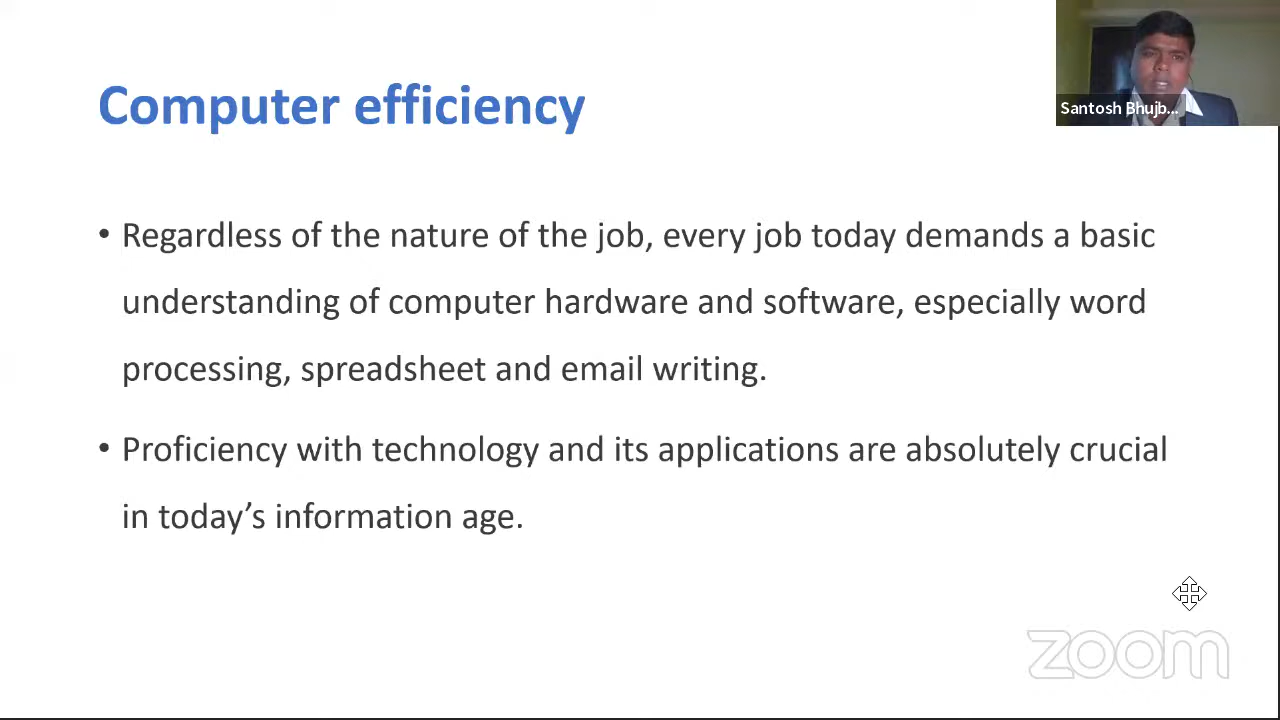 Computer efficiency
Santosh Bhujb...
• Regardless of the nature of the job, every job today demands a basic
understanding of computer hardware and software, especially word
processing, spreadsheet and email writing.
• Proficiency with technology and its applications are absolutely crucial
in today’s information age.
zoom